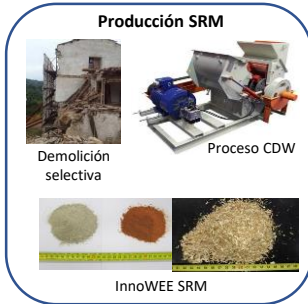 Producción SRM
Proceso CDW
Demolición
selectiva
InnoWEE SRM